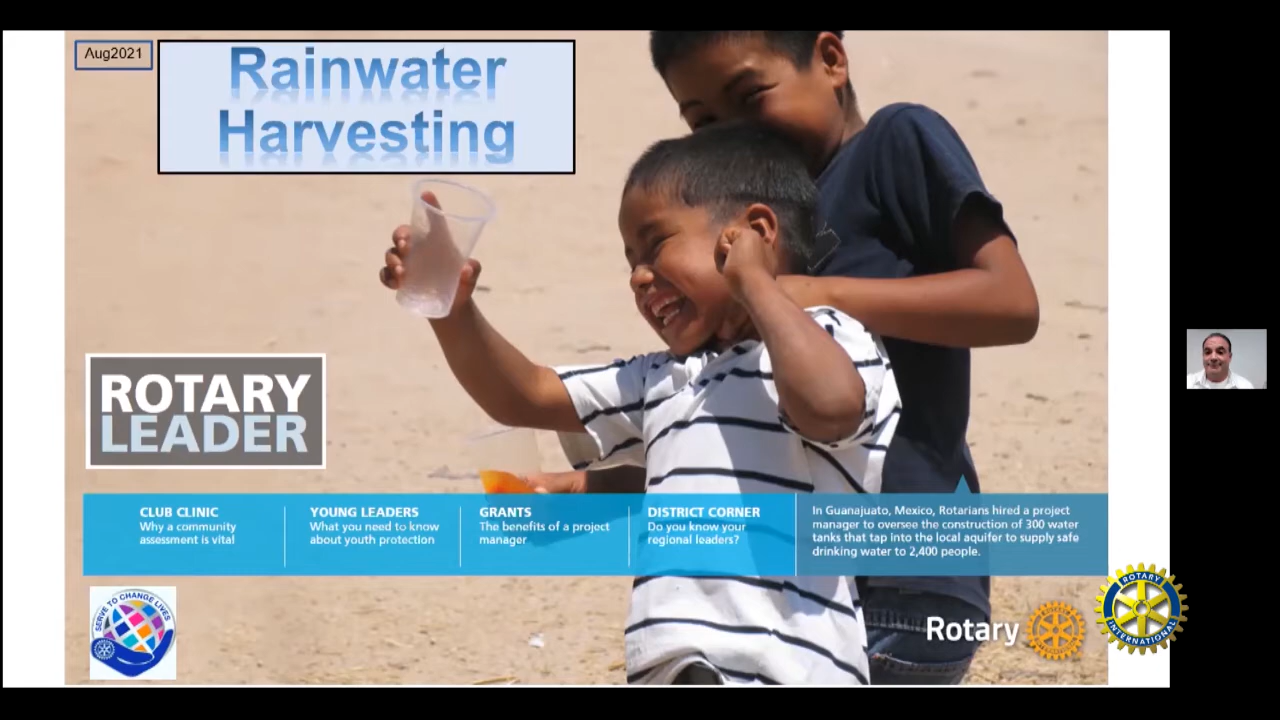 Aug2021
Rainwater
Harvesting
ROTARY
LEADER
CLUB CLINIC
Why a community
assessment is vital
YOUNG LEADERS
What you need to know
about youth protection
GRANTS
The benefits of a project
manager
DISTRICT CORNER
Do you know your
regional leaders?
In Guanajuato, Mexico, Rotarians hired a project
manager to oversee the construction of 300 water
tanks that tap into the local aquifer to supply safe
drinking water to 2,400 people.
SERVE TO CHANGE LIVES
Rotary
ROTARY
INTERNATIONAL